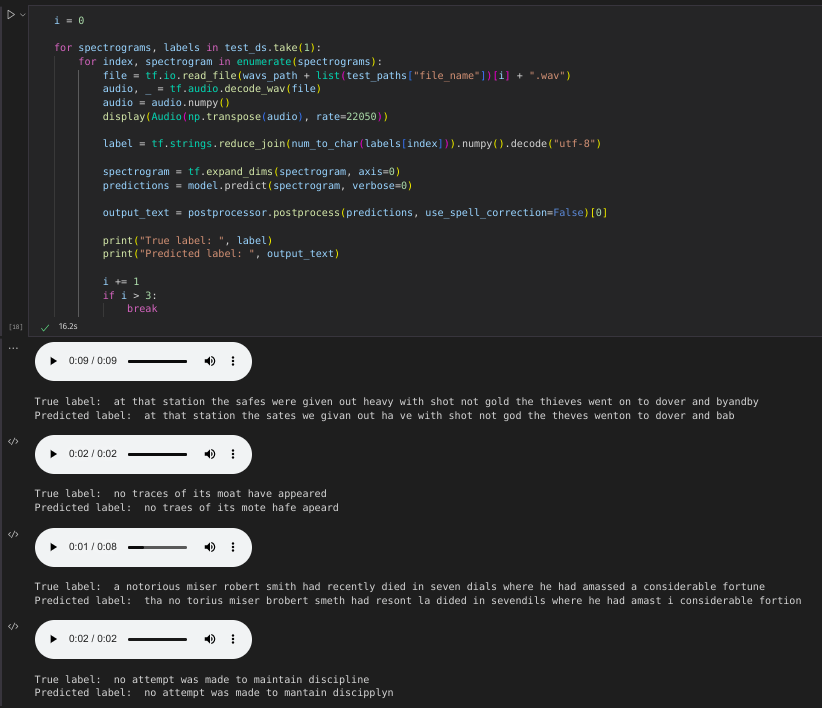 i = 0
for spectrograms, labels in test_ds.take(1):
for index, spectrogram in enumerate(spectrograms):
file = tf.io.read_file(wavs_path + list(test_paths["file_name"])[i] + ".wav")
audio, _ = tf.audio.decode_wav(file)
audio = audio.numpy()
display(Audio(np.transpose(audio), rate=22050))
label = tf.strings.reduce_join(num_to_char(labels[index])).numpy().decode("utf-8")
spectrogram = tf.expand_dims(spectrogram, axis=0)
predictions = model.predict(spectrogram, verbose=0)
output_text = postprocessor.postprocess(predictions, use_spell_correction=False)[0]
print("True label: ", label)
print("Predicted label: ", output_text)
i += 1
if i > 3:
break
[18] 16.2s
0:09 / 0:09
True label:  at that station the safes were given out heavy with shot not gold the thieves went on to dover and byandby
Predicted label:  at that station the sates we givan out ha ve with shot not god the theves wenton to dover and bab
0:02 / 0:02
True label:  no traces of its moat have appeared
Predicted label:  no traes of its mote hafe apeard
0:01 / 0:08
True label:  a notorious miser robert smith had recently died in seven dials where he had amassed a considerable fortune
Predicted label:  tha no torius miser brobert smeth had resont la dided in sevendils where he had amast i considerable fortion
0:02 / 0:02
True label:  no attempt was made to maintain discipline
Predicted label:  no attempt was made to mantain discipplyn